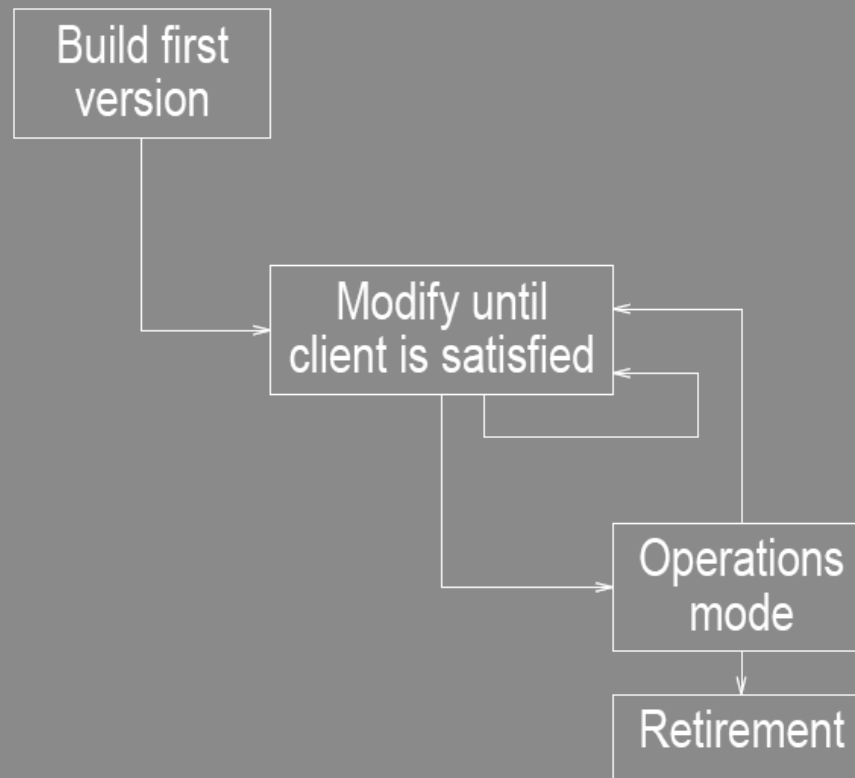 Build first
version
Modify until
client is satisfied
Operations
mode
Retirement